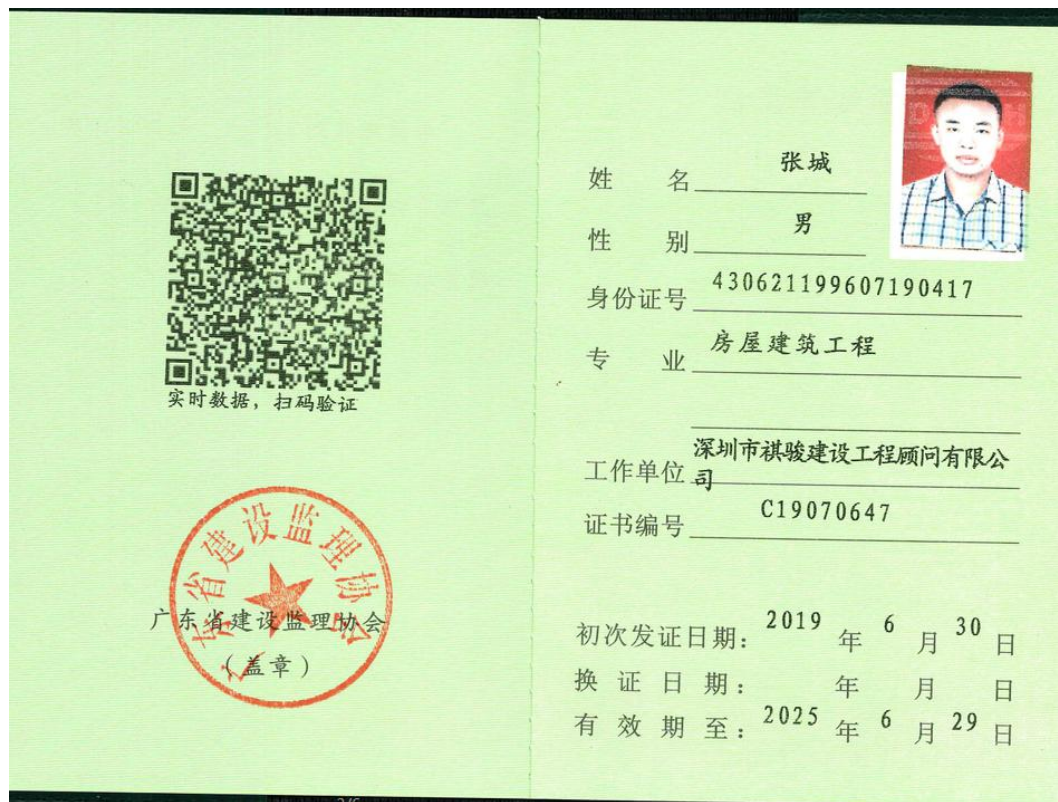 实时数据，扫码验证
广东省建设监理协会
广东省建设监理协会
（盖章）
姓 名 张城
性 别 男
身份证号 430621199607190417
专 业 房屋建筑工程
工作单位 深圳市祺骏建设工程顾问有限公
司
证书编号 C19070647
初次发证日期： 2019 年 6 月 30 日
换 证 日 期： 年 月 日
有 效 期 至： 2025 年 6 月 29 日